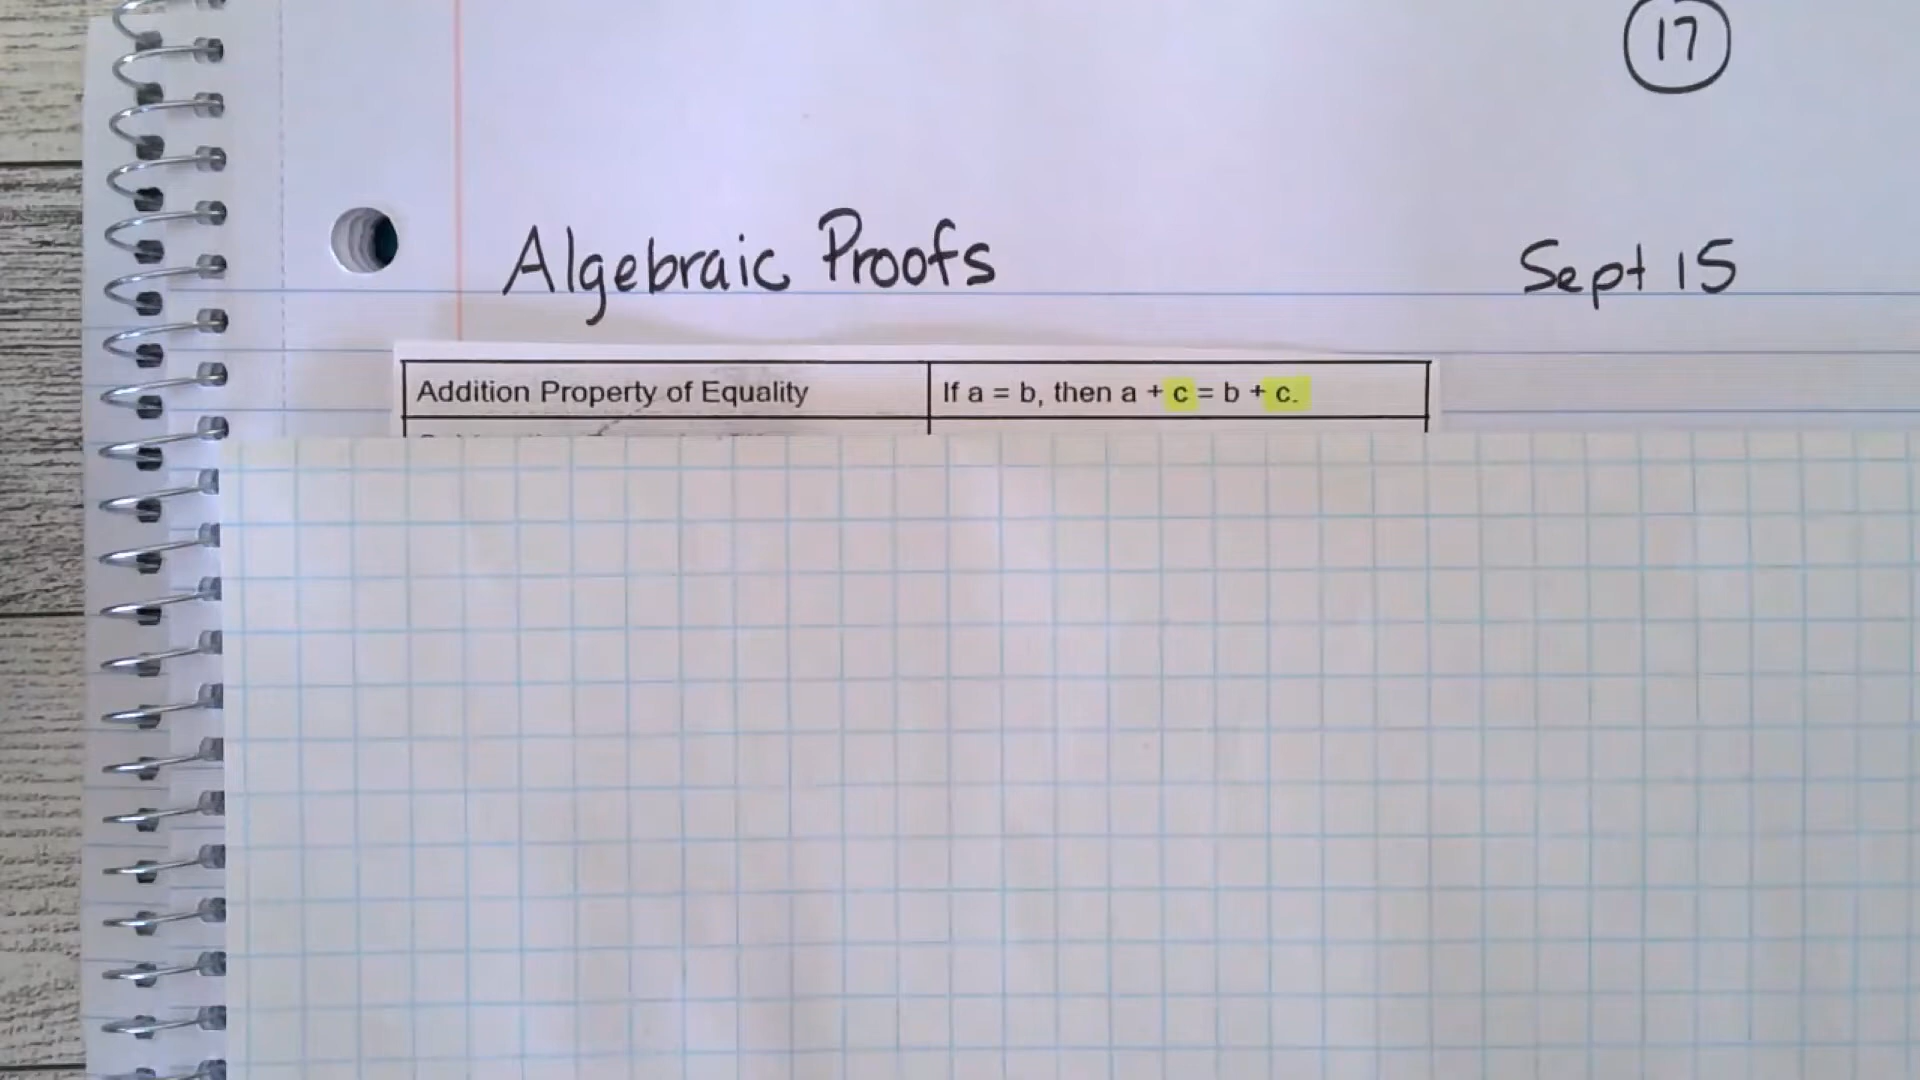 17
Algebraic Proofs Sept 15
Addition Property of Equality If a = b, then a + c = b + c.